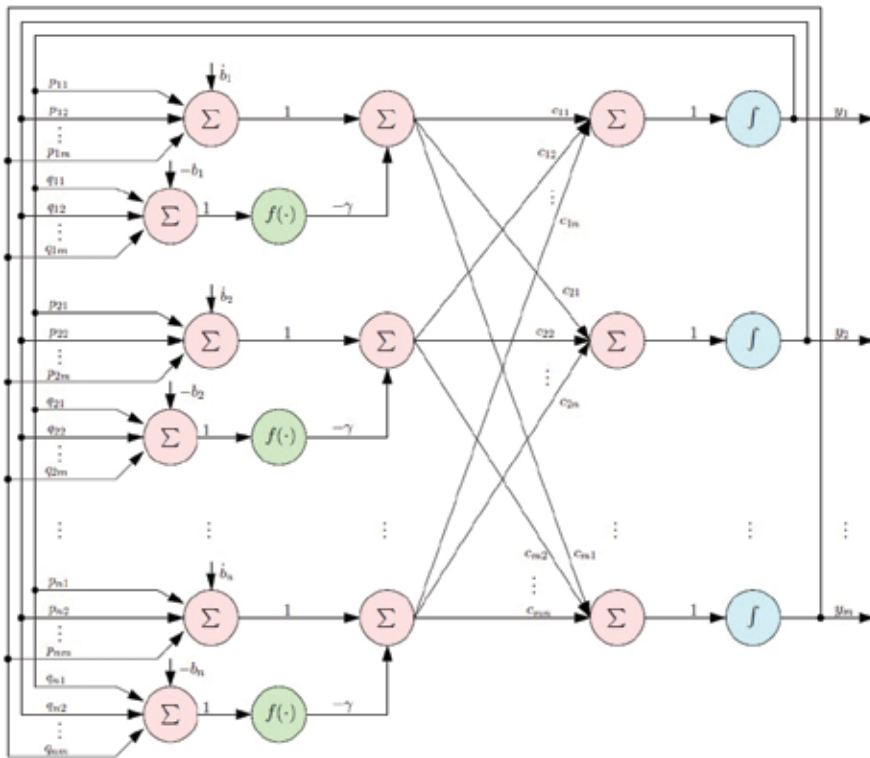 ḃ₁
p₁₁
p₁₂
⋮
p₁ₘ
Σ 1 Σ c₁₁ Σ 1 ∫ y₁
c₁₂
⋮
c₁ₙ
−b₁
q₁₁
q₁₂
⋮
q₁ₘ
Σ 1 f(·) −γ
ḃ₂
p₂₁
p₂₂
⋮
p₂ₘ
Σ 1 Σ c₂₂ Σ 1 ∫ y₂
c₂₁
⋮
c₂ₙ
−b₂
q₂₁
q₂₂
⋮
q₂ₘ
Σ 1 f(·) −γ
⋮ ⋮ ⋮ ⋮ ⋮ ⋮
ḃₙ
pₙ₁
pₙ₂
⋮
pₙₘ
cₘ₂ cₘ₁
⋮
Σ 1 Σ cₘₙ Σ 1 ∫ yₘ
−bₙ
qₙ₁
qₙ₂
⋮
qₙₘ
Σ 1 f(·) −γ